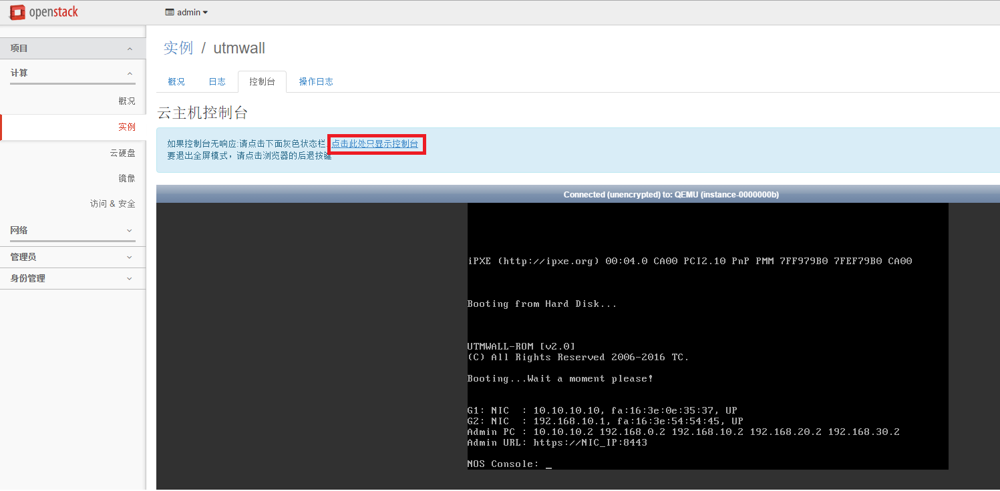 openstack
admin
项目
计算
概况
实例
云硬盘
镜像
访问 & 安全
网络
管理员
身份管理
实例 / utmwall
概况
日志
控制台
操作日志
云主机控制台
如果控制台无响应:请点击下面灰色状态栏 点击此处只显示控制台
要退出全屏模式，请点击浏览器的后退按键
Connected (unencrypted) to: QEMU (instance-0000000b)
iPXE (http://ipxe.org) 00:04.0 CA00 PCI2.10 PnP PMM 7FF979B0 7FEF79B0 CA00
Booting from Hard Disk...
UTMWALL-ROM [v2.0]
(C) All Rights Reserved 2006-2016 TC.
Booting...Wait a moment please!
G1: NIC  : 10.10.10.10, fa:16:3e:0e:35:37, UP
G2: NIC  : 192.168.10.1, fa:16:3e:54:54:45, UP
Admin PC : 10.10.10.2 192.168.0.2 192.168.10.2 192.168.20.2 192.168.30.2
Admin URL: https://NIC_IP:8443
NOS Console: _